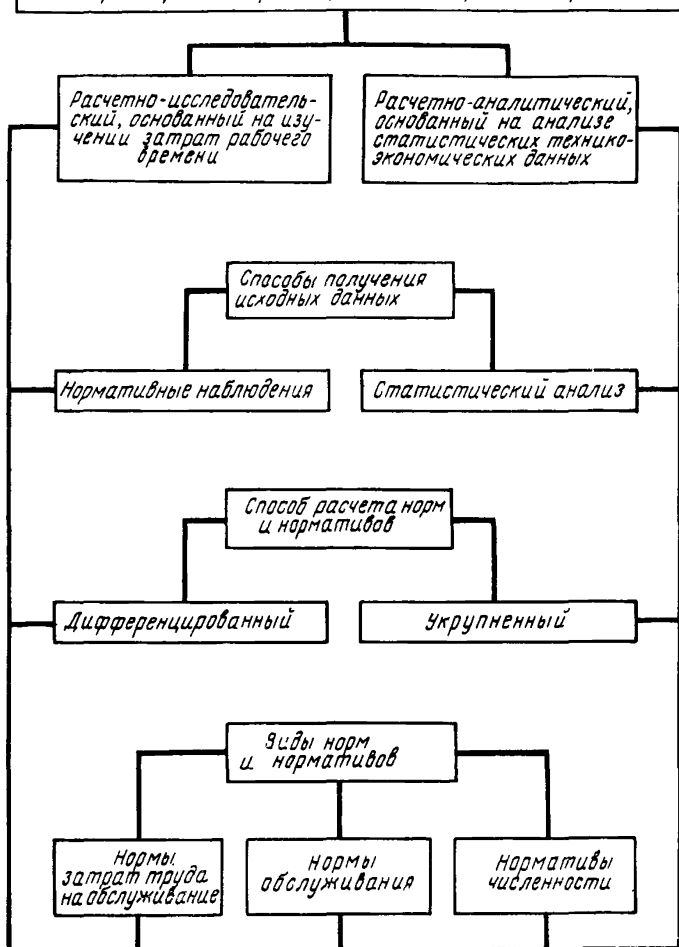 Расчетно-исследователь-
ский, основанный на изу-
чении затрат рабочего
времени
Расчетно-аналитический,
основанный на анализе
статистических технико-
экономических данных
Способы получения
исходных данных
Нормативные наблюдения
Статистический анализ
Способ расчета норм
и нормативов
Дифференцированный
Укрупненный
Виды норм
и нормативов
Нормы
затрат труда
на обслуживание
Нормы
обслуживания
Нормативы
численности